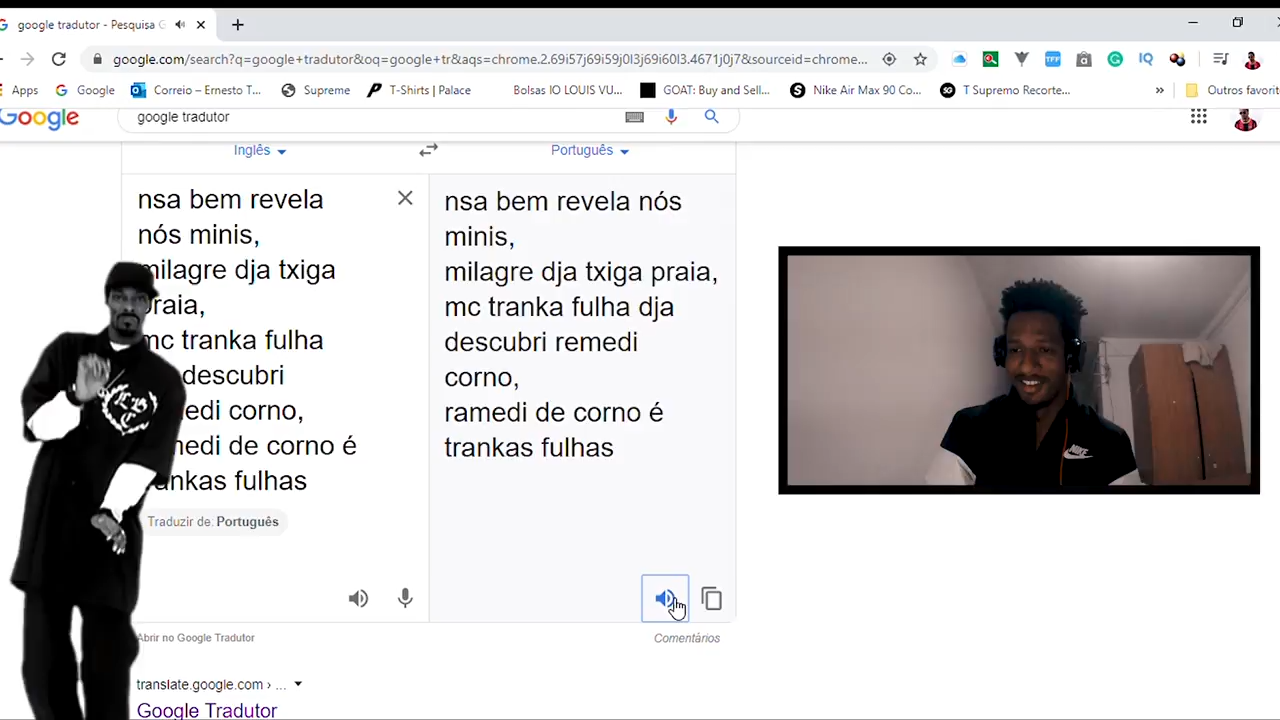 google tradutor - Pesquisa G
google.com/search?q=google+tradutor&oq=google+tr&aqs=chrome.2.69i57j69i59j0l3j69i60l3.4671j0j7&sourceid=chrome...
Apps Google Correio – Ernesto T... Supreme T-Shirts | Palace Bolsas IO LOUIS VU... GOAT: Buy and Sell... Nike Air Max 90 Co... T Supremo Recorte... » Outros favorit
Google google tradutor
Inglês Português
nsa bem revela
nós minis,
milagre dja txiga
praia,
mc tranka fulha
descubri
edi corno,
edi de corno é
trankas fulhas
Traduzir de: Português
nsa bem revela nós
minis,
milagre dja txiga praia,
mc tranka fulha dja
descubri remedi
corno,
ramedi de corno é
trankas fulhas
Abrir no Google Tradutor Comentários
translate.google.com › ...
Google Tradutor
LBC
NIKE